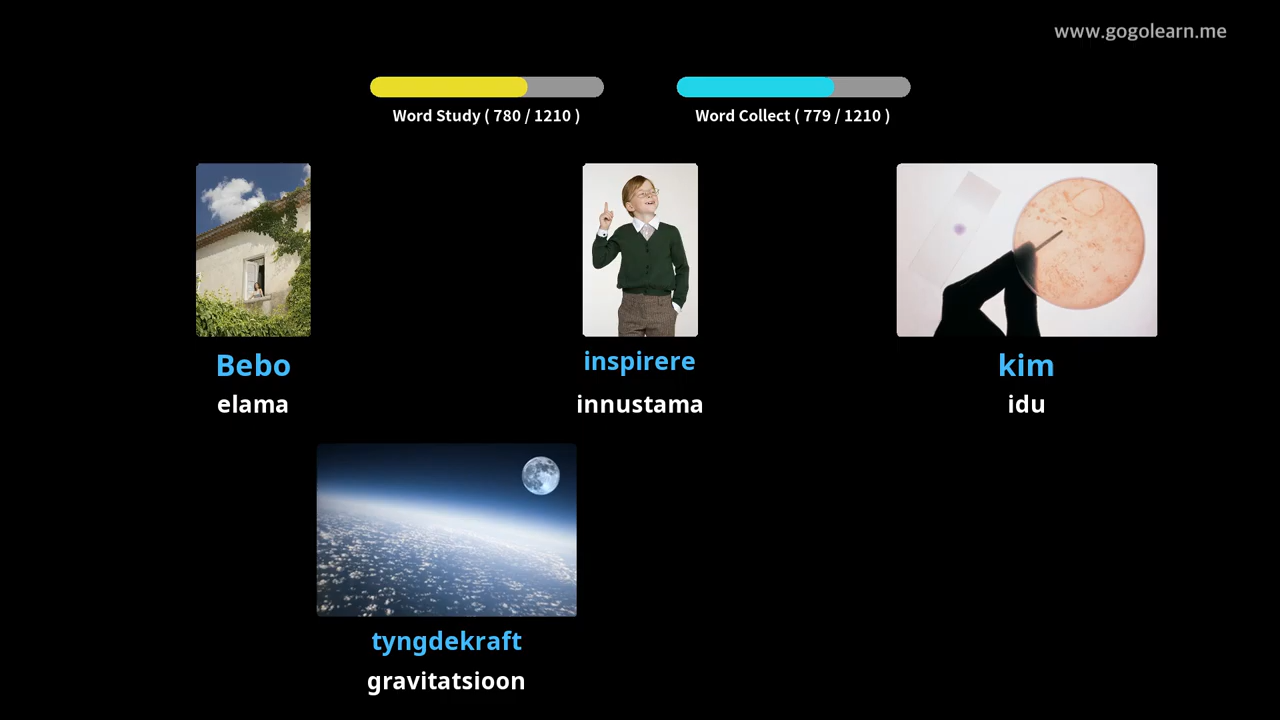 www.gogolearn.me
Word Study ( 780 / 1210 )
Word Collect ( 779 / 1210 )
Bebo
elama
inspirere
innustama
kim
idu
tyngdekraft
gravitatsioon